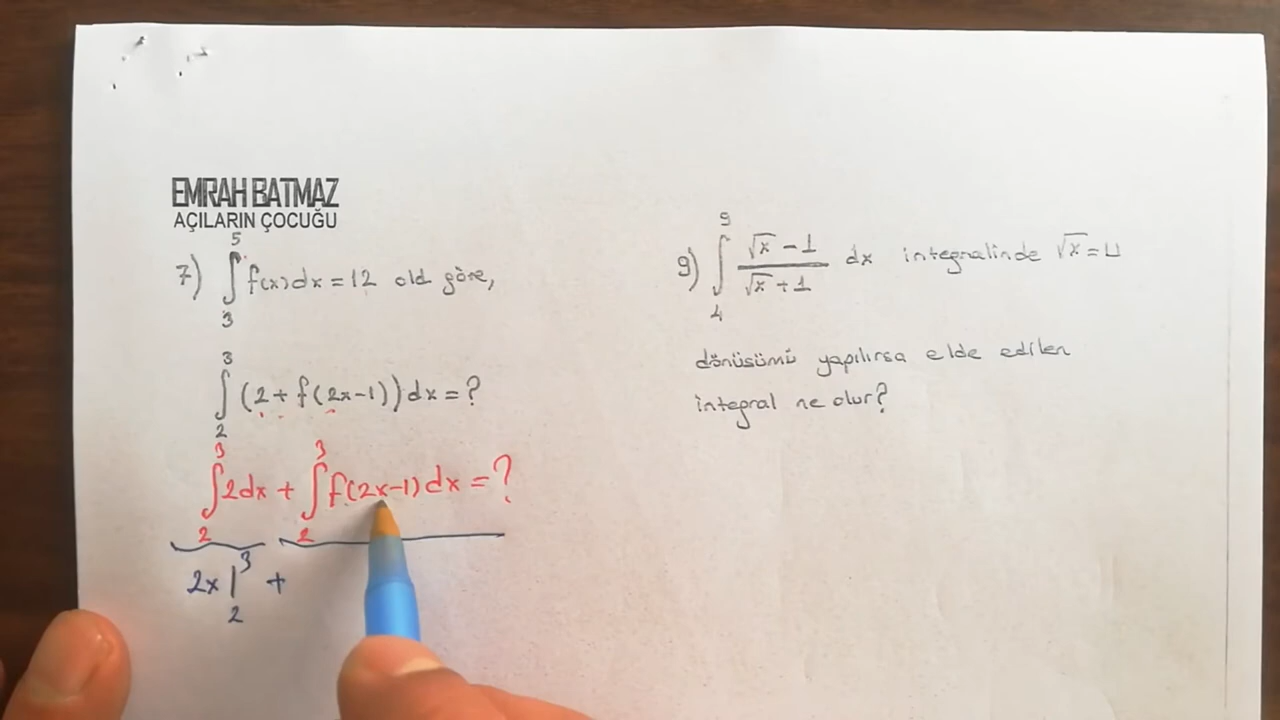 EMRAH BATMAZ
AÇILARIN ÇOCUĞU
7) ∫₃⁵ f(x)dx = 12 old göre,
∫₂³ (2 + f(2x-1)) dx = ?
∫₂³ 2dx + ∫₂³ f(2x-1) dx = ?
2x |₂³ +
9) ∫₄⁹ (√x - 1)/(√x + 1) dx integralinde √x = u
dönüsümü yapılırsa elde edilen
integral ne olur?